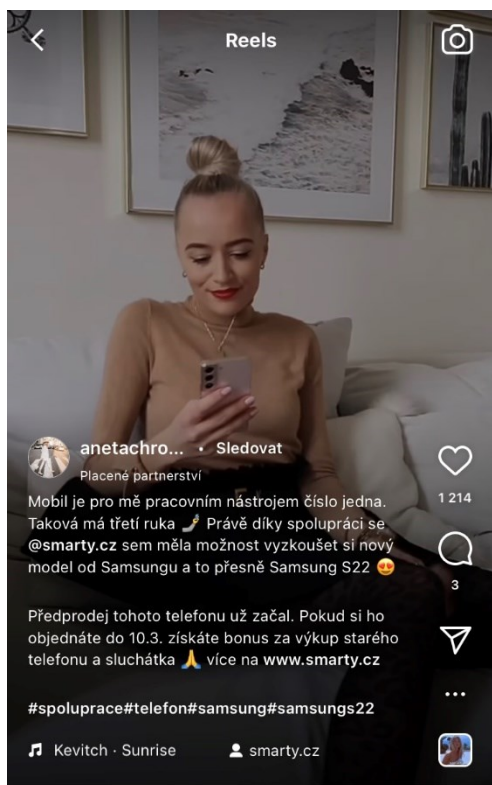 Reels
anetachro... • Sledovat
Placené partnerství
Mobil je pro mě pracovním nástrojem číslo jedna.
Taková má třetí ruka 🤳 Právě díky spolupráci se
@smarty.cz sem měla možnost vyzkoušet si nový
model od Samsungu a to přesně Samsung S22 😍
Předprodej tohoto telefonu už začal. Pokud si ho
objednáte do 10.3. získáte bonus za výkup starého
telefonu a sluchátka 🙏 více na www.smarty.cz
#spoluprace#telefon#samsung#samsungs22
Kevitch · Sunrise
smarty.cz
1 214
3